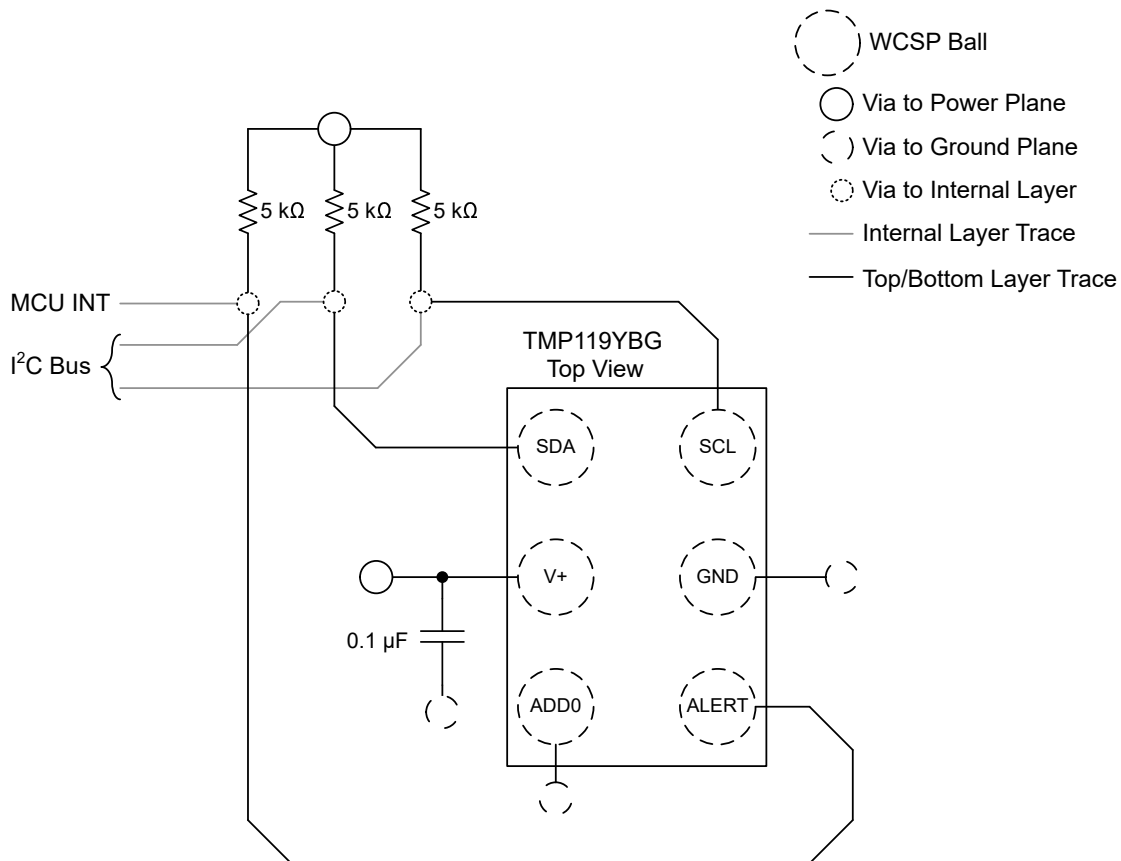 WCSP Ball
Via to Power Plane
Via to Ground Plane
Via to Internal Layer
Internal Layer Trace
Top/Bottom Layer Trace
5 kΩ
5 kΩ
5 kΩ
MCU INT
I²C Bus
TMP119YBG
Top View
SDA
SCL
V+
GND
0.1 µF
ADD0
ALERT